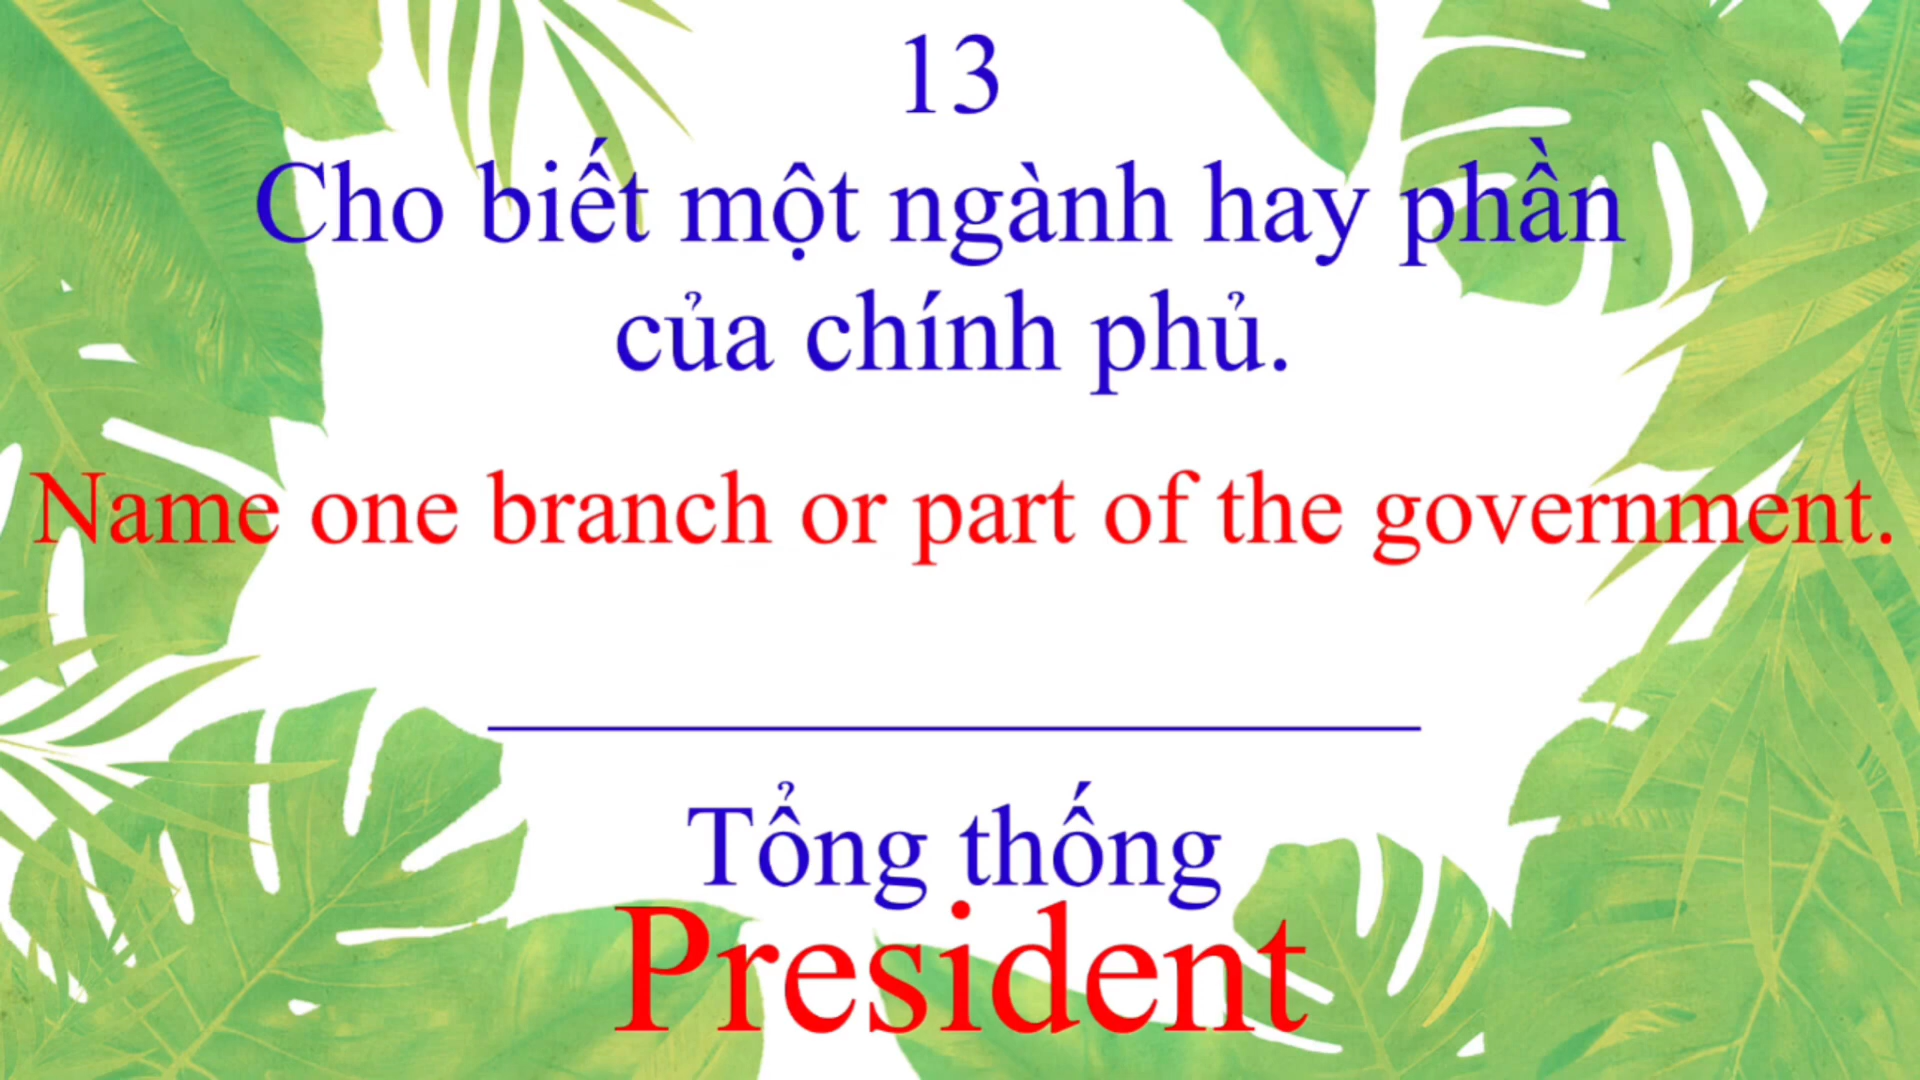 13
Cho biết một ngành hay phần
của chính phủ.
Name one branch or part of the government.
Tổng thống
President